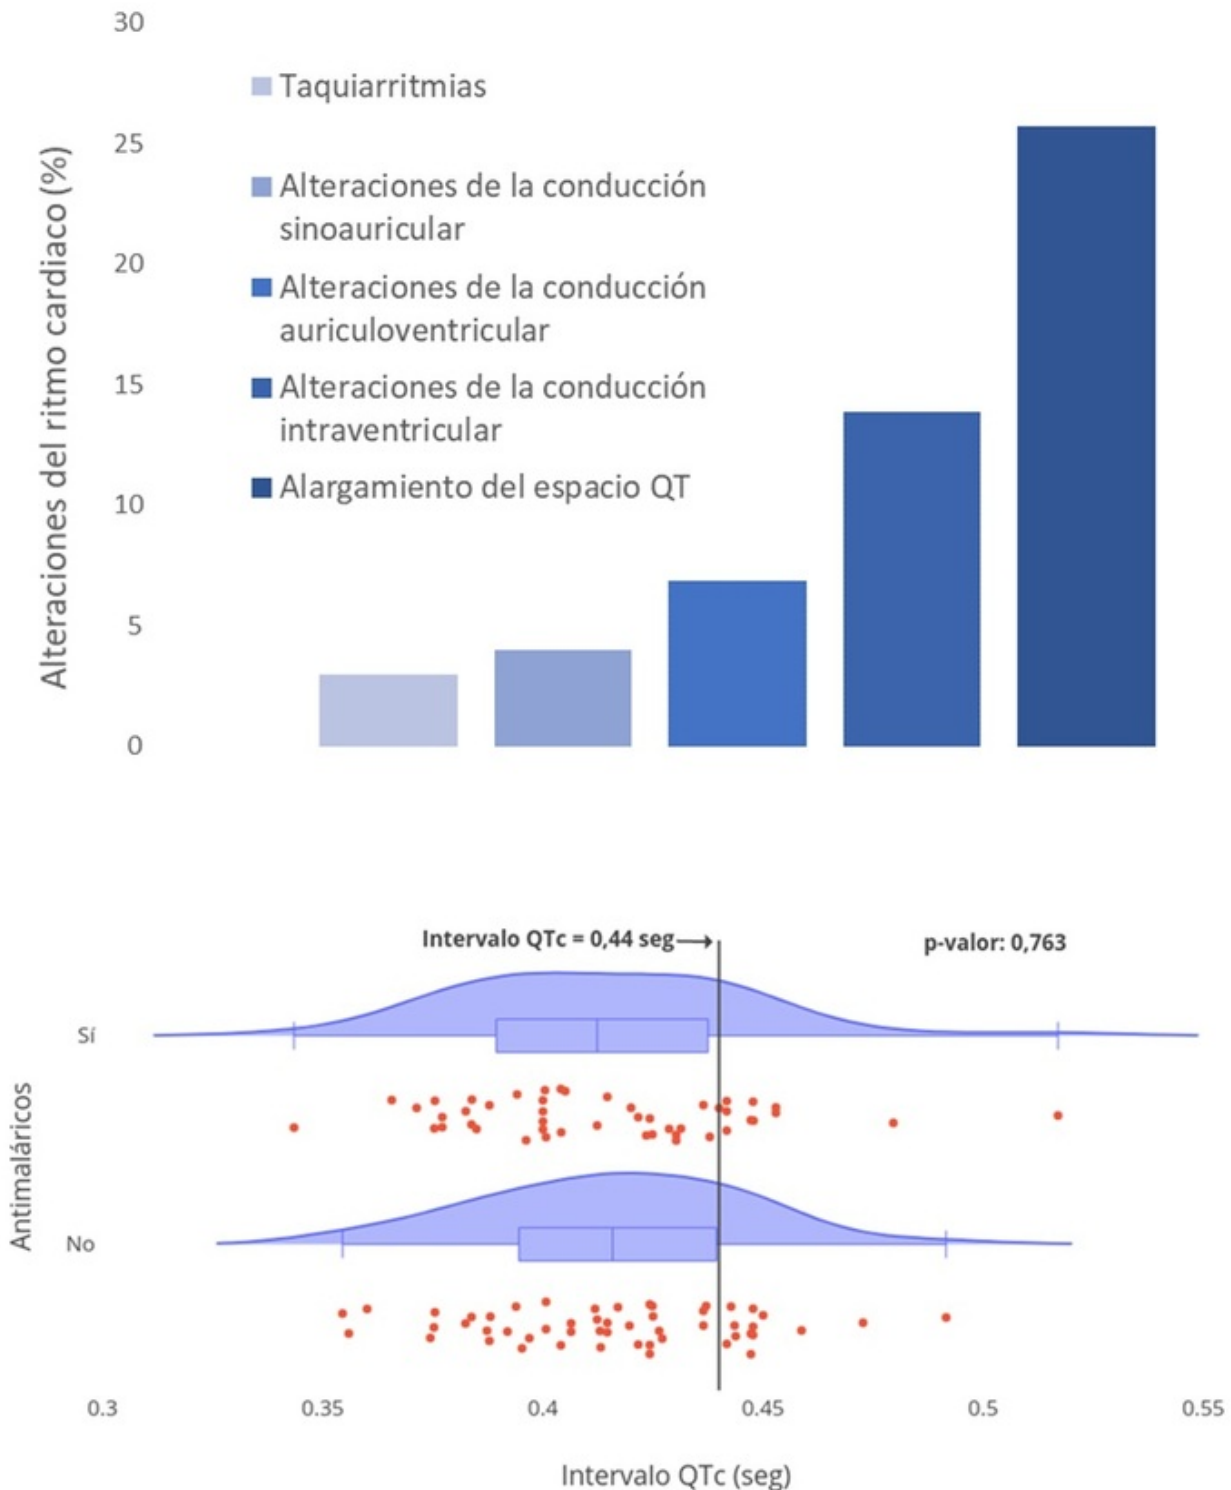 30
25
20
15
10
5
0
Alteraciones del ritmo cardiaco (%)
Taquiarritmias
Alteraciones de la conducción
sinoauricular
Alteraciones de la conducción
auriculoventricular
Alteraciones de la conducción
intraventricular
Alargamiento del espacio QT
Intervalo QTc = 0,44 seg
p-valor: 0,763
Sí
Antimaláricos
No
0.3
0.35
0.4
0.45
0.5
0.55
Intervalo QTc (seg)